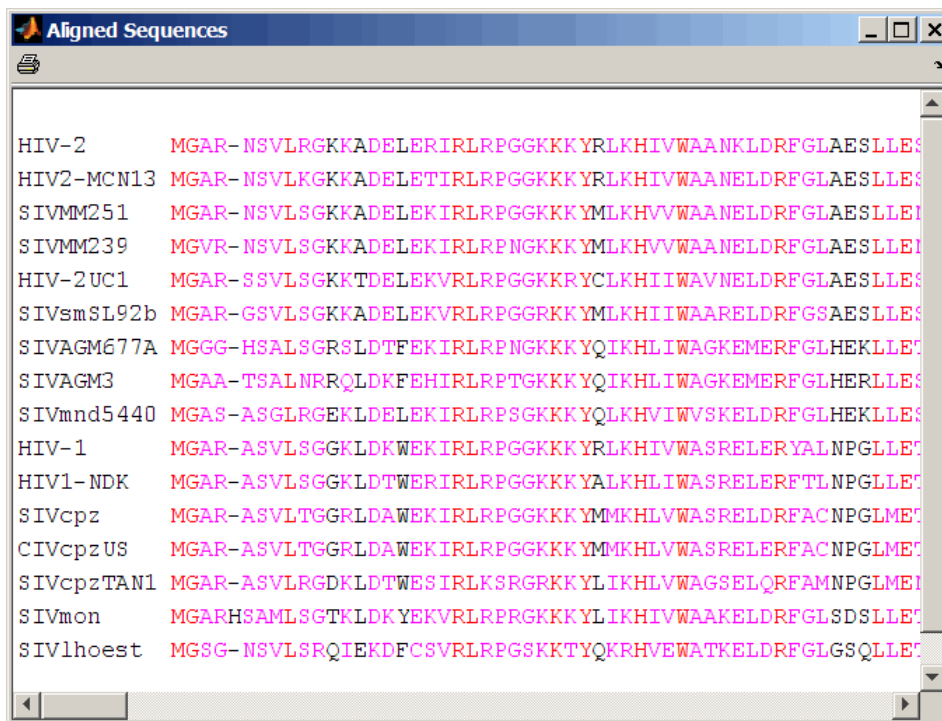 Aligned Sequences
HIV-2 MGAR-NSVLRGKKADELERIRLRPGGKKKYRLKHIVWAANKLDRFGLAESLLES
HIV2-MCN13 MGAR-NSVLKGKKADELETIRLRPGGKKKYRLKHIVWAANELDRFGLAESLLES
SIVMM251 MGAR-NSVLSGKKADELEKIRLRPGGKKKYMLKHVVWAANELDRFGLAESLLEN
SIVMM239 MGVR-NSVLSGKKADELEKIRLRPNGKKKYMLKHVVWAANELDRFGLAESLLEN
HIV-2UC1 MGAR-SSVLSGKKTDELEKVRLRPGGKKRYCLKHIIWAVNELDRFGLAESLLES
SIVsmSL92b MGAR-GSVLSGKKADELEKVRLRPGGRKKYMLKHIIWAARELDRFGSAESLLES
SIVAGM677A MGGG-HSALSGRSLDTFEKIRLRPNGKKKYQIKHLIWAGKEMERFGLHEKLLET
SIVAGM3 MGAA-TSALNRRQLDKFEHIRLRPTGKKKYQIKHLIWAGKEMERFGLHERLLES
SIVmnd5440 MGAS-ASGLRGEKLDELEKIRLRPSGKKKYQLKHVIWVSKELDRFGLHEKLLES
HIV-1 MGAR-ASVLSGGKLDKWEKIRLRPGGKKKYRLKHIVWASRELERYALNPGLLET
HIV1-NDK MGAR-ASVLSGGKLDTWERIRLRPGGKKKYALKHLIWASRELERFTLNPGLLET
SIVcpz MGAR-ASVLTGGRLDAWEKIRLRPGGKKKYMMKHLVWASRELDRFACNPGLMET
CIVcpzUS MGAR-ASVLTGGRLDAWEKIRLRPGGKKKYMMKHLVWASRELERFACNPGLMET
SIVcpzTAN1 MGAR-ASVLRGDKLDTWESIRLKSRGRKKYLIKHLVWAGSELQRFAMNPGLMEN
SIVmon MGARHSAMLSGTKLDKYEKVRLRPRGKKKYLIKHIVWAAKELDRFGLSDSLLET
SIVlhoest MGSG-NSVLSRQIEKDFCSVRLRPGSKKTYQKRHVEWATKELDRFGLGSQLLET